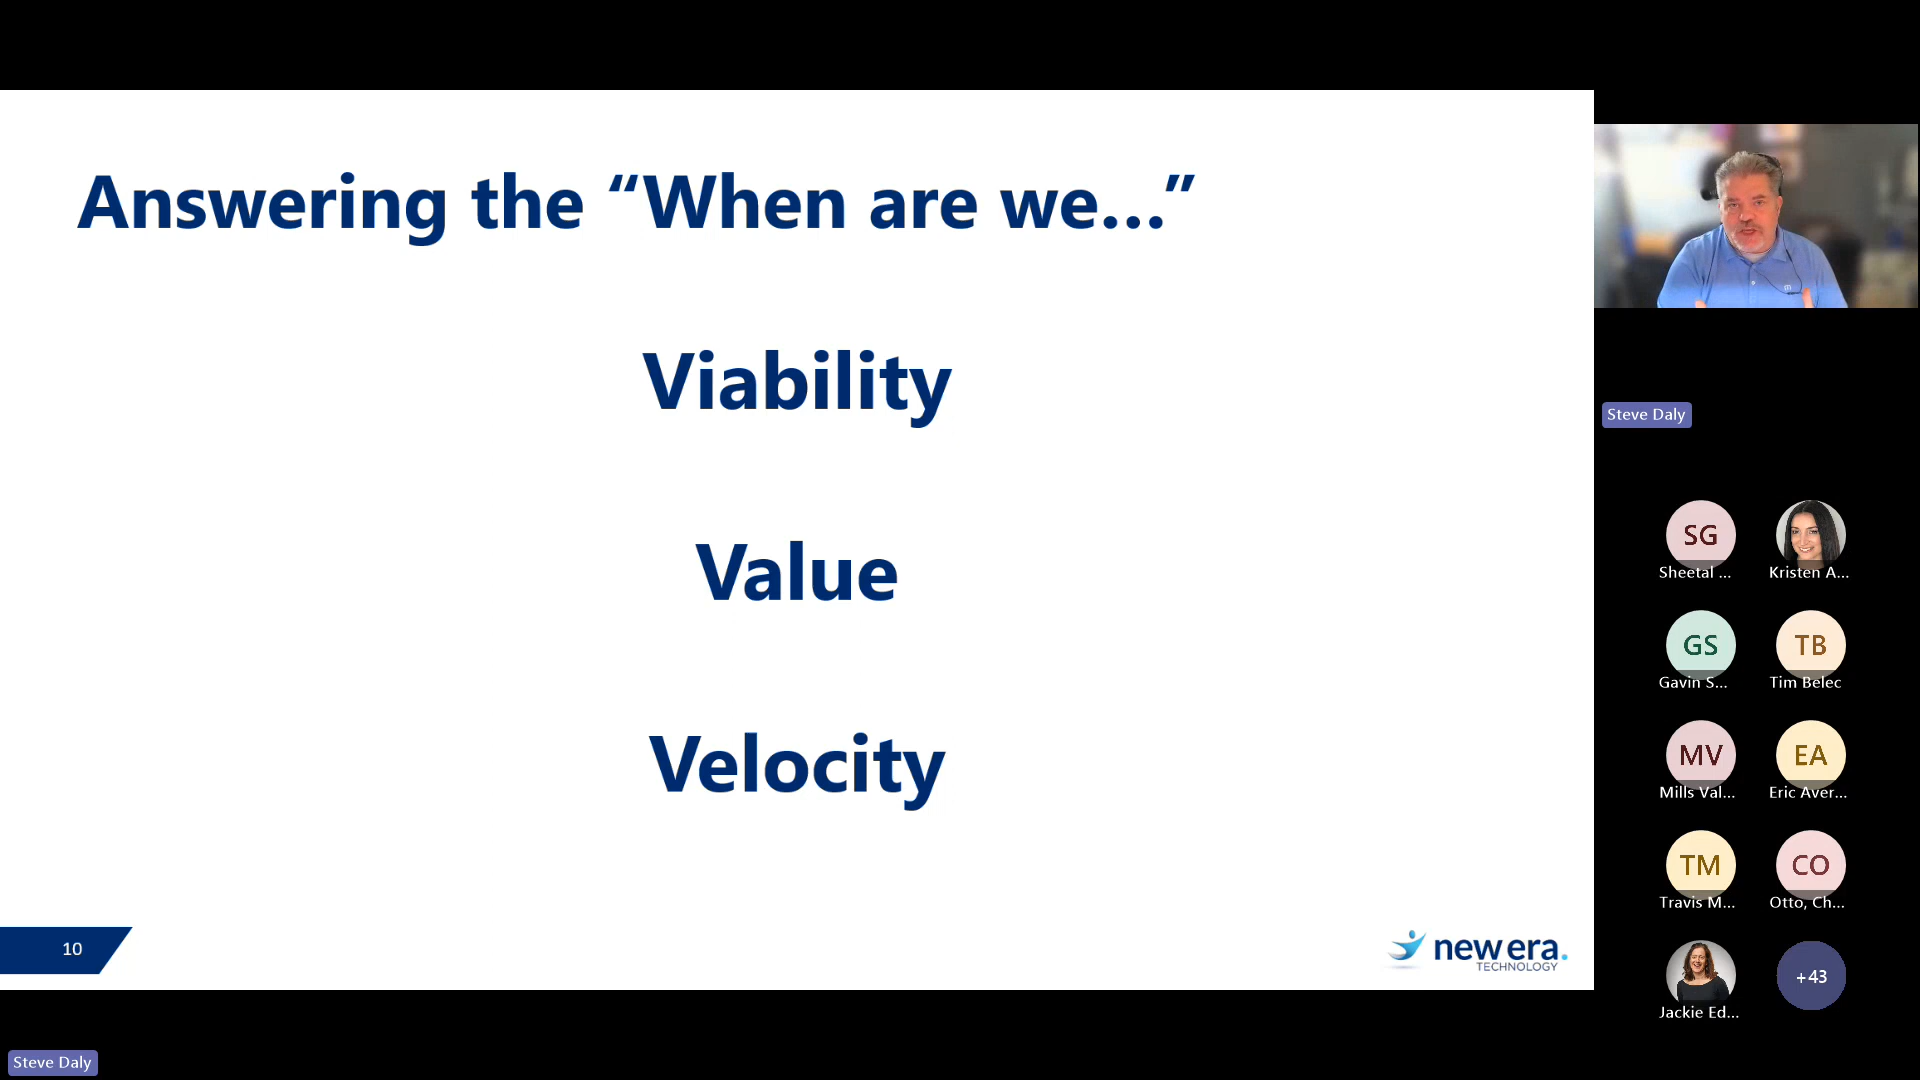 Answering the “When are we…”
Viability
Value
Velocity
10
new era.
TECHNOLOGY
Steve Daly
SG
Sheetal ...
Kristen A...
GS
Gavin S...
TB
Tim Belec
MV
Mills Val...
EA
Eric Aver...
TM
Travis M...
CO
Otto, Ch...
Jackie Ed...
+43
Steve Daly